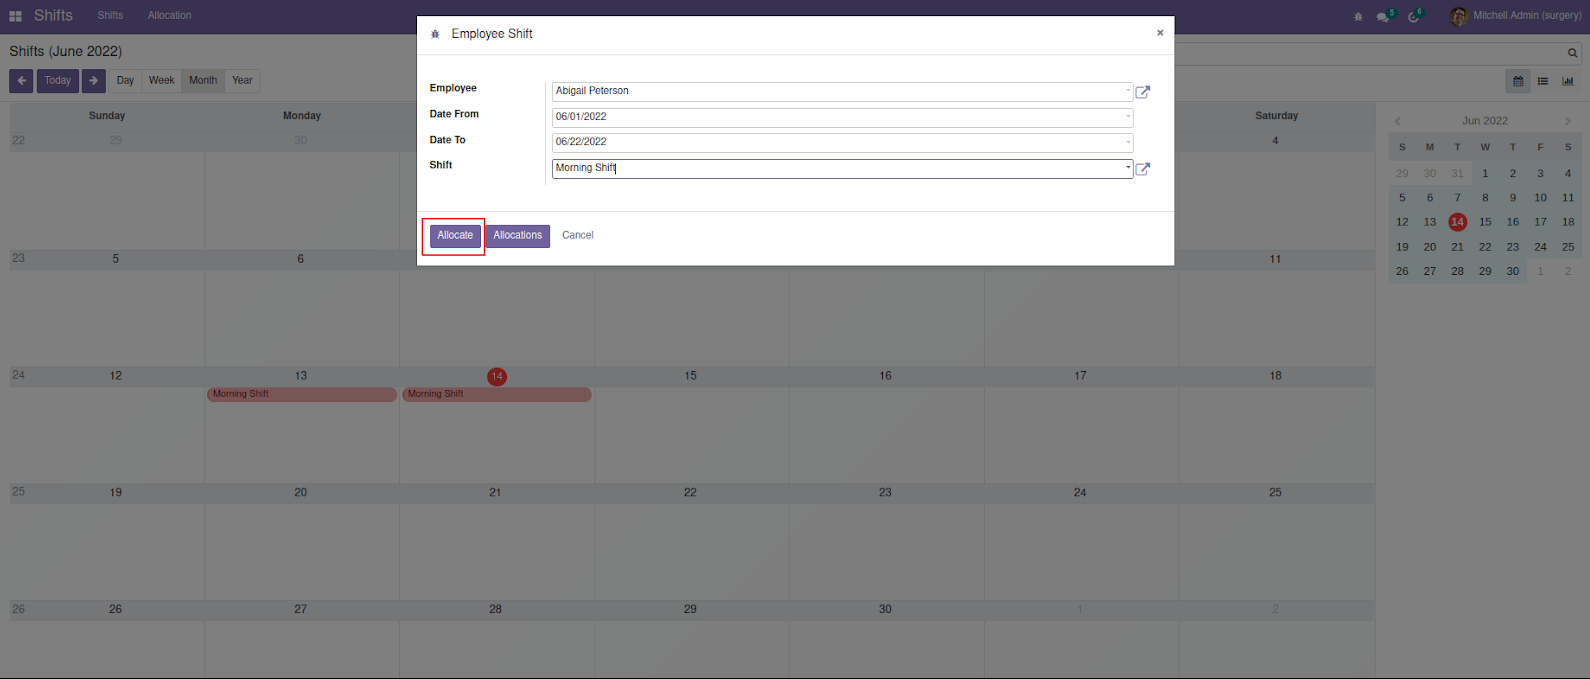 Shifts Shifts Allocation 5 6 Mitchell Admin (surgery)
Employee Shift ×
Shifts (June 2022)
Today Day Week Month Year
Employee Abigail Peterson
Date From 06/01/2022
Date To 06/22/2022
Shift Morning Shift
Allocate Allocations Cancel
Sunday Monday Saturday
22 29 30 4
23 5 6 11
24 12 13 14 15 16 17 18
Morning Shift Morning Shift
25 19 20 21 22 23 24 25
26 26 27 28 29 30 1 2
Jun 2022
S M T W T F S
29 30 31 1 2 3 4
5 6 7 8 9 10 11
12 13 14 15 16 17 18
19 20 21 22 23 24 25
26 27 28 29 30 1 2